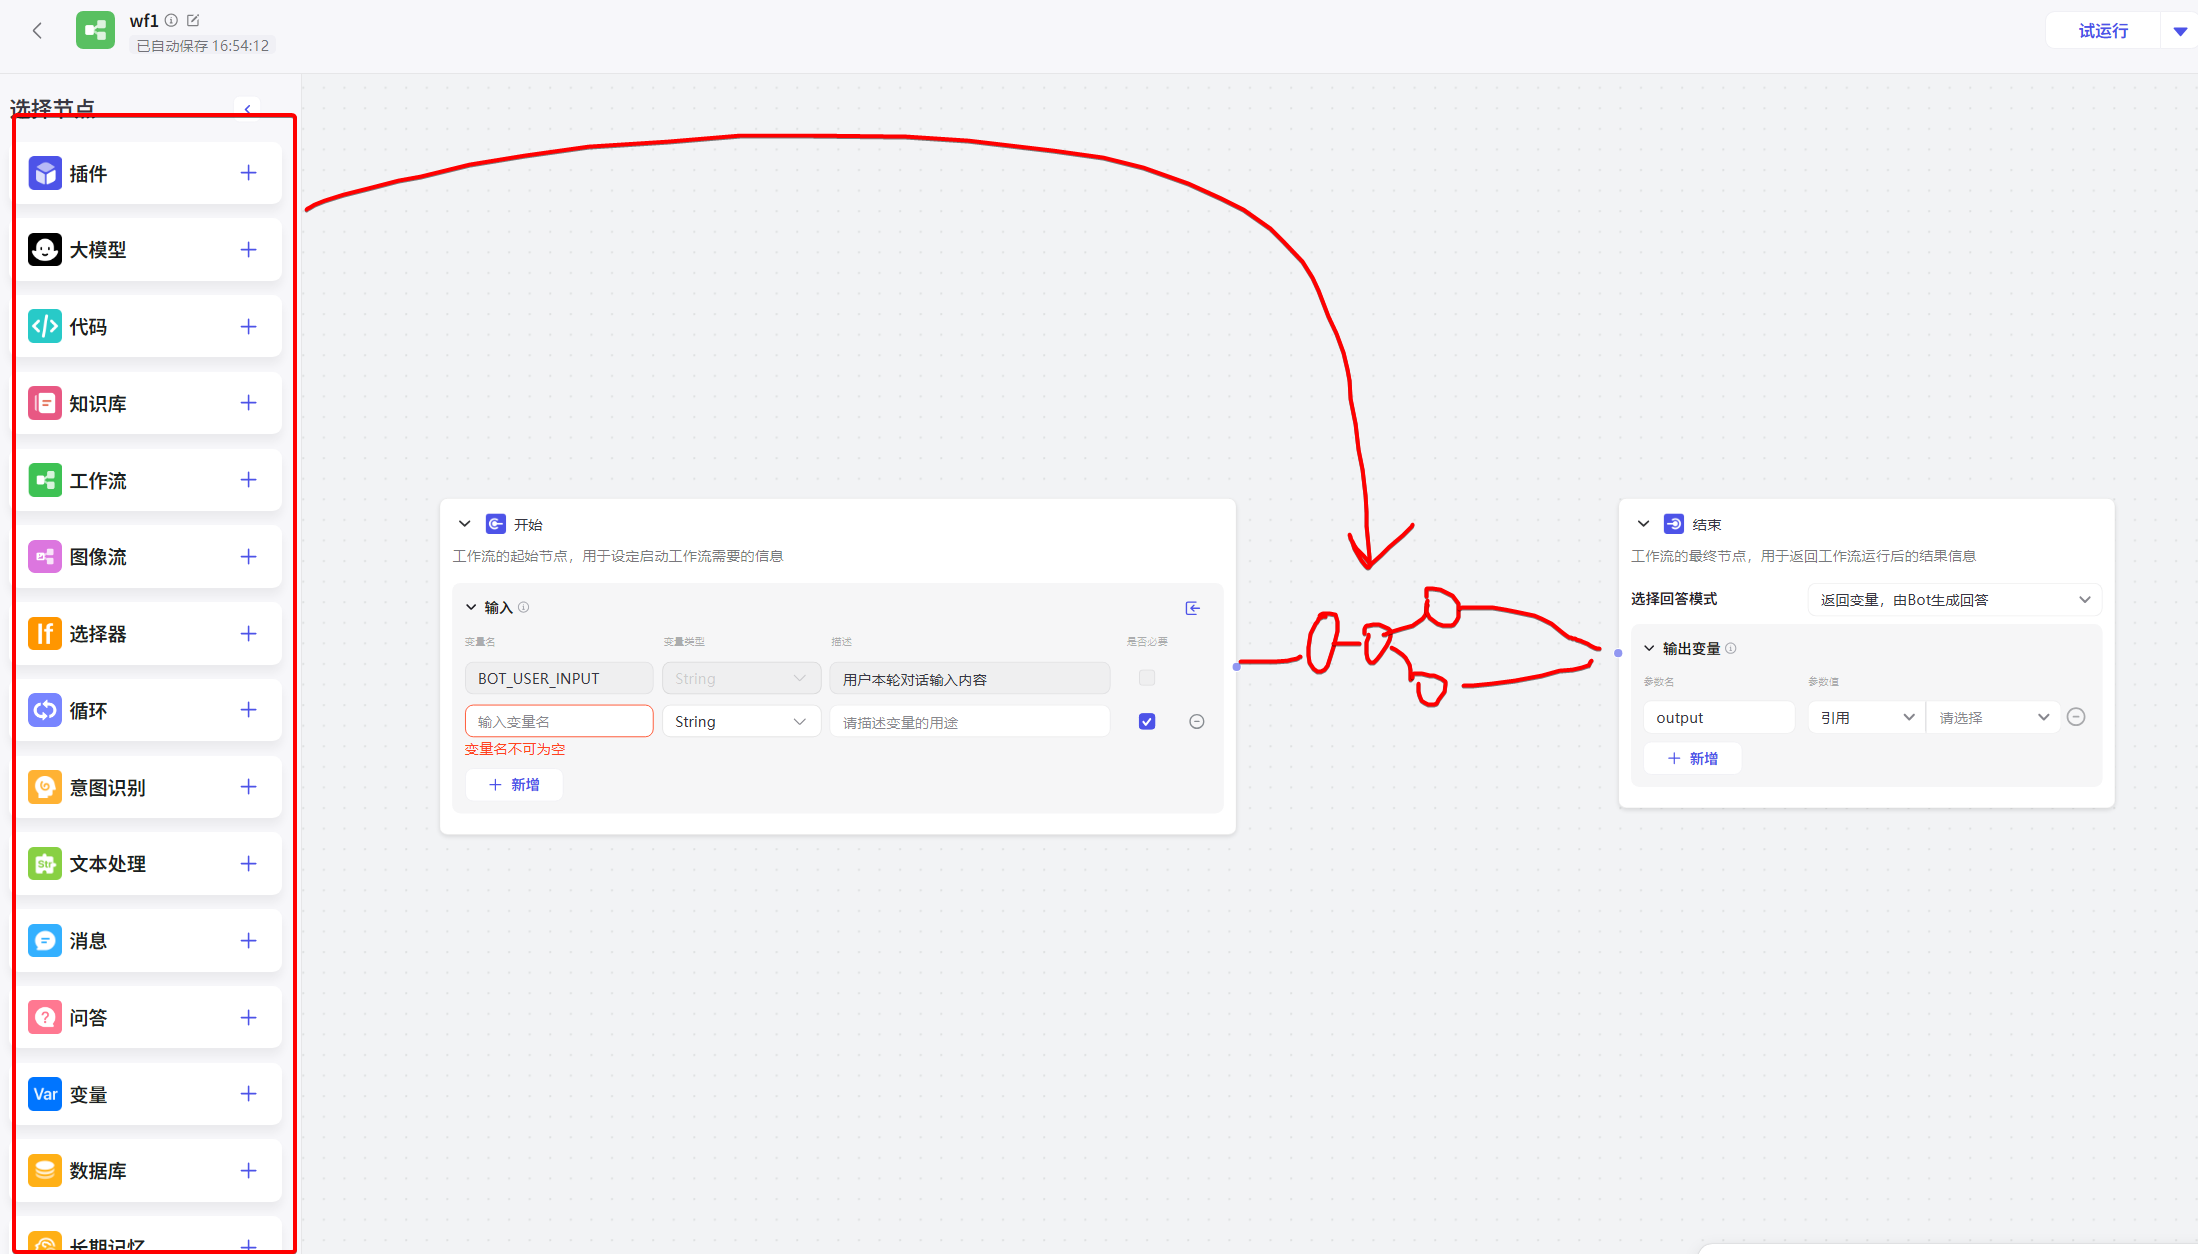 wf1
已自动保存 16:54:12
试运行
选择节点
插件
大模型
代码
知识库
工作流
图像流
If 选择器
循环
意图识别
Str 文本处理
消息
? 问答
Var 变量
数据库
长期记忆
开始
工作流的起始节点，用于设定启动工作流需要的信息
输入
变量名 变量类型 描述 是否必要
BOT_USER_INPUT String 用户本轮对话输入内容
输入变量名 String 请描述变量的用途
变量名不可为空
新增
结束
工作流的最终节点，用于返回工作流运行后的结果信息
选择回答模式 返回变量，由Bot生成回答
输出变量
参数名 参数值
output 引用 请选择
新增